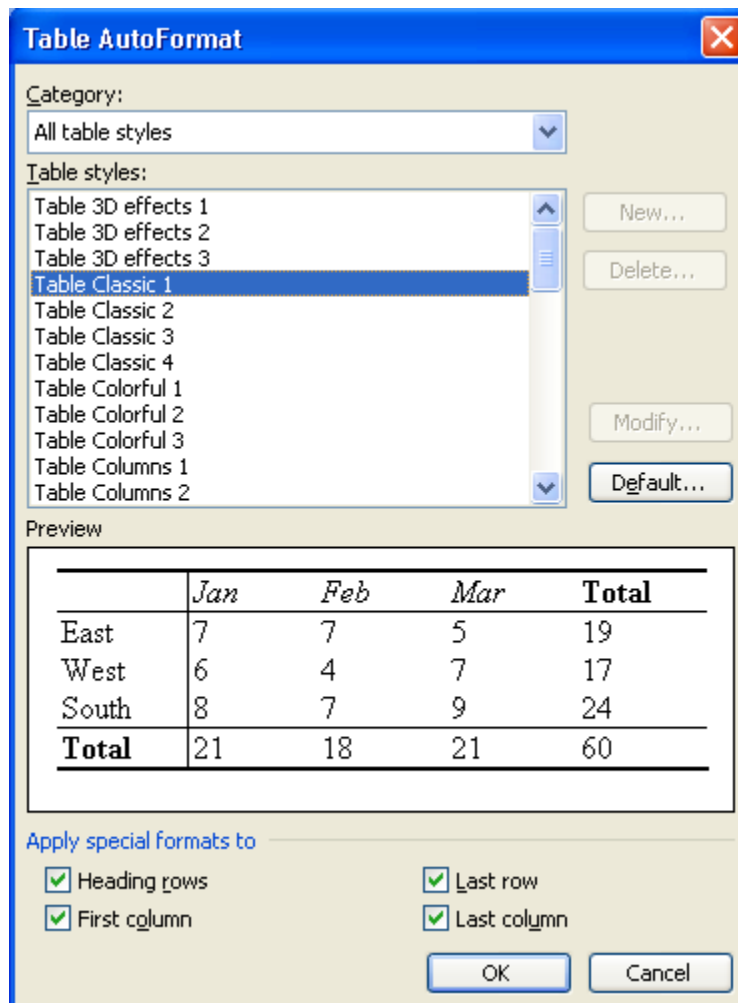 Table AutoFormat
Category:
All table styles
Table styles:
Table 3D effects 1
Table 3D effects 2
Table 3D effects 3
Table Classic 1
Table Classic 2
Table Classic 3
Table Classic 4
Table Colorful 1
Table Colorful 2
Table Colorful 3
Table Columns 1
Table Columns 2
New...
Delete...
Modify...
Default...
Preview
Jan Feb Mar Total
East 7 7 5 19
West 6 4 7 17
South 8 7 9 24
Total 21 18 21 60
Apply special formats to
Heading rows Last row
First column Last column
OK Cancel